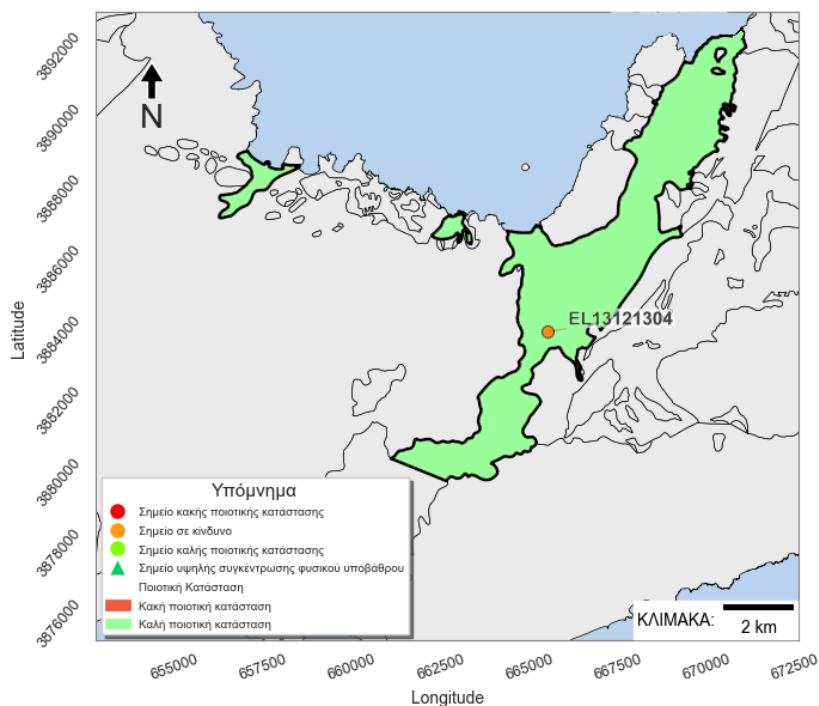 3892000
3890000
3888000
3886000
3884000
3882000
3880000
3878000
3876000
Latitude
N
EL13121304
Υπόμνημα
Σημείο κακής ποιοτικής κατάστασης
Σημείο σε κίνδυνο
Σημείο καλής ποιοτικής κατάστασης
Σημείο υψηλής συγκέντρωσης φυσικού υποβάθρου
Ποιοτική Κατάσταση
Κακή ποιοτική κατάσταση
Καλή ποιοτική κατάσταση
ΚΛΙΜΑΚΑ:
2 km
655000 657500 660000 662500 665000 667500 670000 672500
Longitude